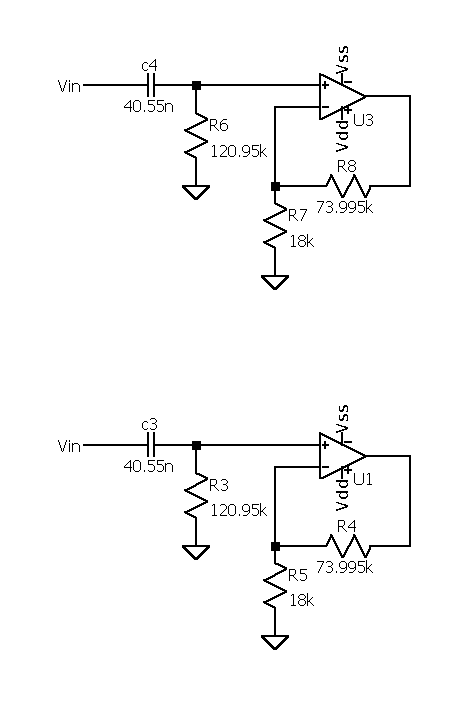 Vss
c4
Vin
+
−
−
40.55n
+
U3
R6
Vdd
120.95k
R8
73.995k
R7
18k
Vss
c3
Vin
+
−
−
40.55n
+
U1
R3
Vdd
120.95k
R4
73.995k
R5
18k